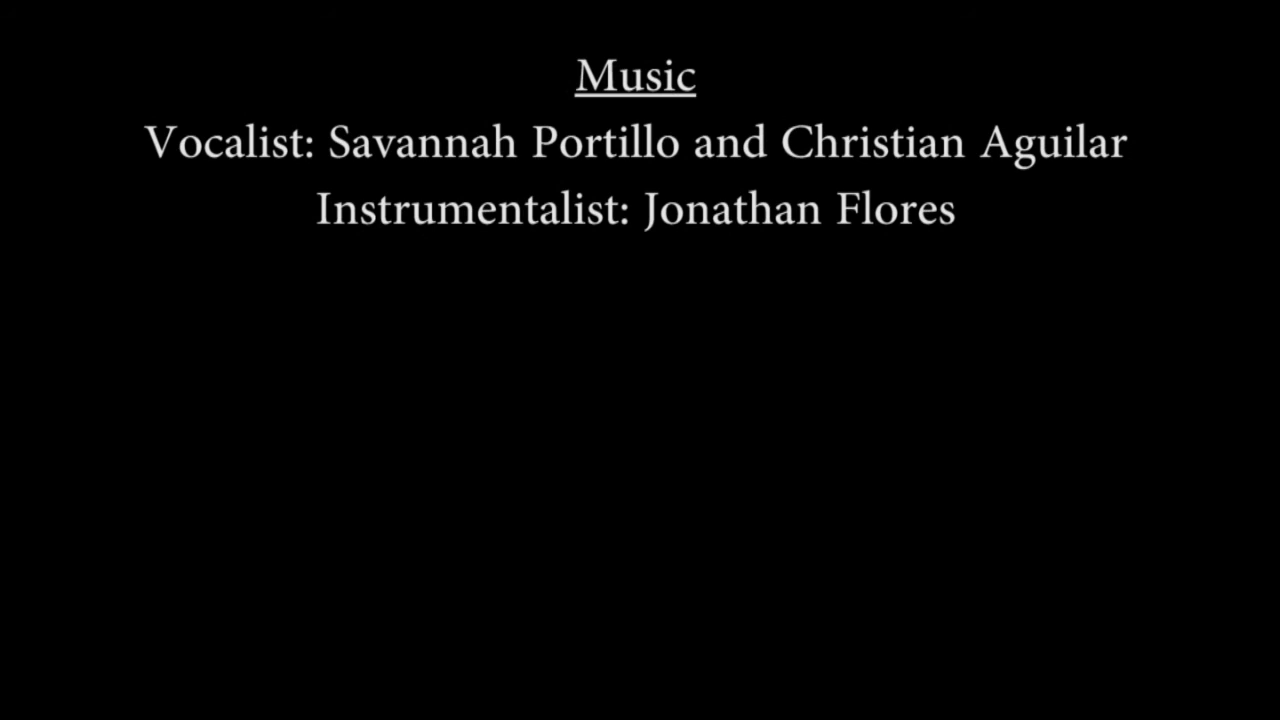 Music
Vocalist: Savannah Portillo and Christian Aguilar
Instrumentalist: Jonathan Flores